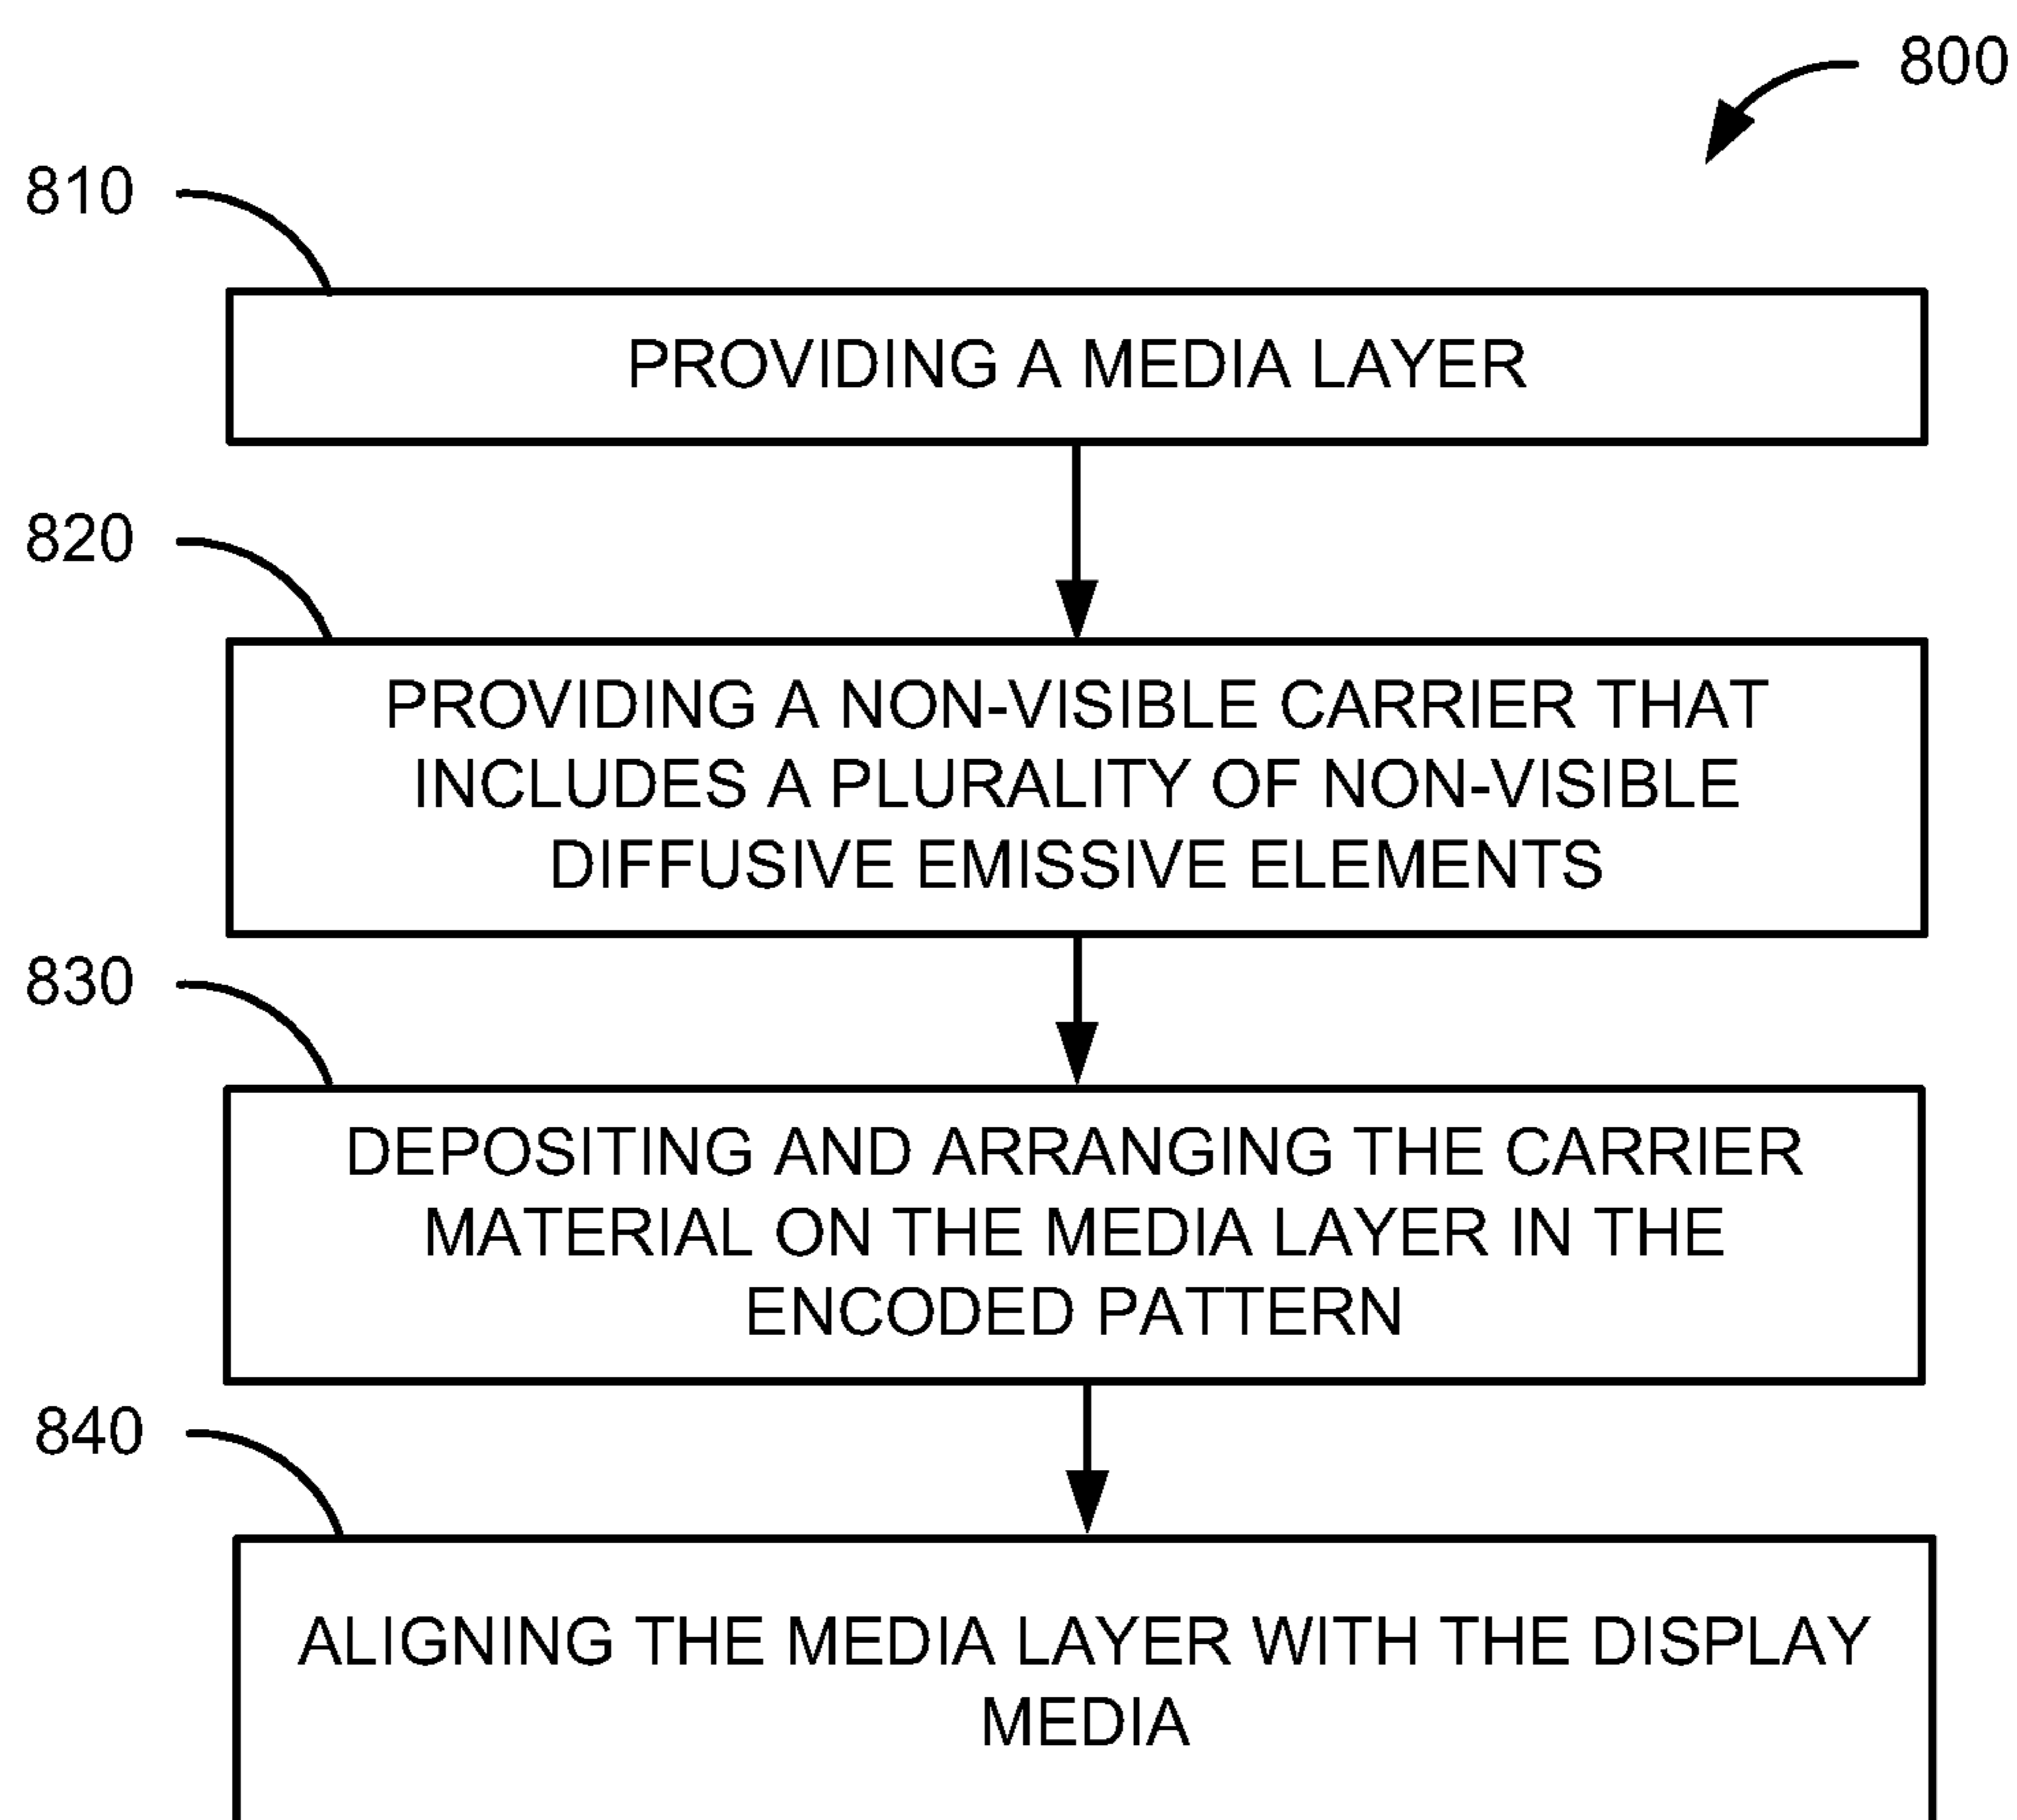 800
810
PROVIDING A MEDIA LAYER
820
PROVIDING A NON-VISIBLE CARRIER THAT
INCLUDES A PLURALITY OF NON-VISIBLE
DIFFUSIVE EMISSIVE ELEMENTS
830
DEPOSITING AND ARRANGING THE CARRIER
MATERIAL ON THE MEDIA LAYER IN THE
ENCODED PATTERN
840
ALIGNING THE MEDIA LAYER WITH THE DISPLAY
MEDIA